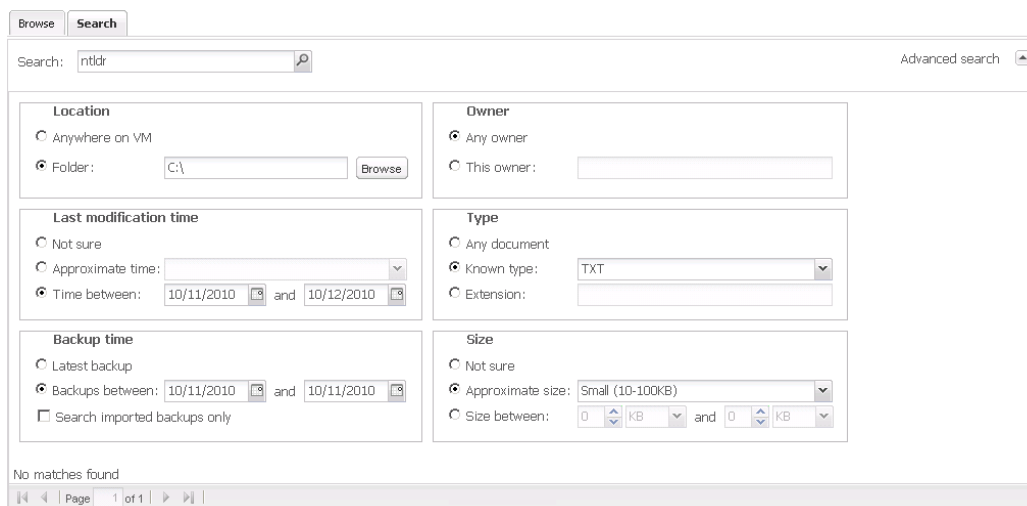 Browse Search
Search: ntldr Advanced search
Location
Anywhere on VM
Folder: C:\ Browse
Owner
Any owner
This owner:
Last modification time
Not sure
Approximate time:
Time between: 10/11/2010 and 10/12/2010
Type
Any document
Known type: TXT
Extension:
Backup time
Latest backup
Backups between: 10/11/2010 and 10/11/2010
Search imported backups only
Size
Not sure
Approximate size: Small (10-100KB)
Size between: 0 KB and 0 KB
No matches found
Page 1 of 1